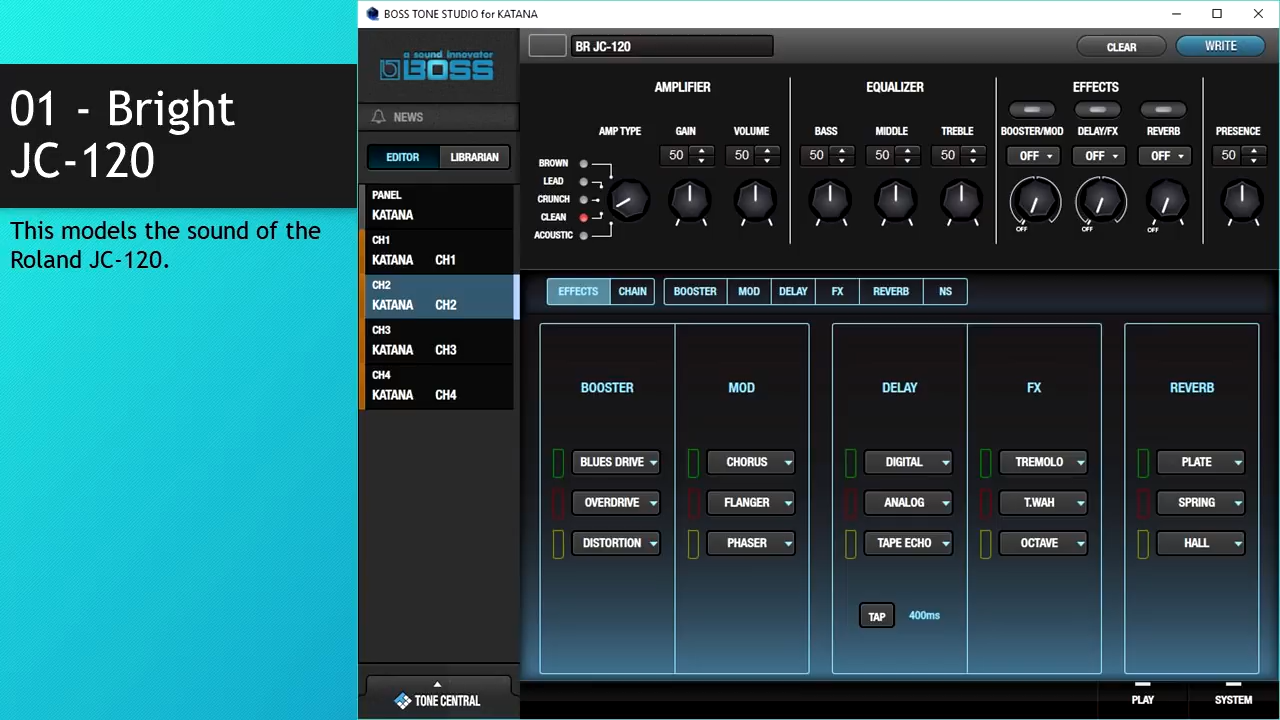 BOSS TONE STUDIO for KATANA
01 - Bright
JC-120
This models the sound of the
Roland JC-120.
a sound innovator
BOSS
NEWS
EDITOR LIBRARIAN
PANEL
KATANA
CH1
KATANA CH1
CH2
KATANA CH2
CH3
KATANA CH3
CH4
KATANA CH4
TONE CENTRAL
BR JC-120
CLEAR WRITE
AMPLIFIER EQUALIZER EFFECTS
AMP TYPE GAIN VOLUME BASS MIDDLE TREBLE BOOSTER/MOD DELAY/FX REVERB PRESENCE
50 50 50 50 50 OFF OFF OFF 50
BROWN
LEAD
CRUNCH
CLEAN
ACOUSTIC
OFF OFF OFF
EFFECTS CHAIN BOOSTER MOD DELAY FX REVERB NS
BOOSTER MOD DELAY FX REVERB
BLUES DRIVE CHORUS DIGITAL TREMOLO PLATE
OVERDRIVE FLANGER ANALOG T.WAH SPRING
DISTORTION PHASER TAPE ECHO OCTAVE HALL
TAP 400ms
PLAY SYSTEM